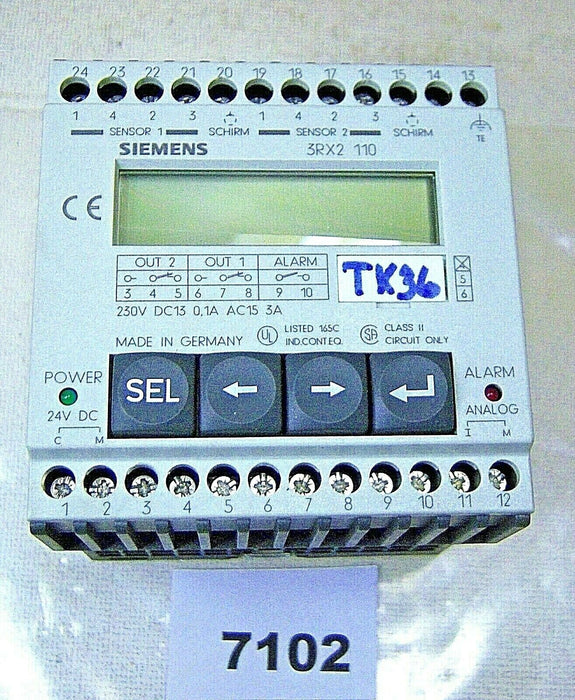 24 23 22 21 20 19 18 17 16 15 14 13
1 4 2 3 1 4 2 3
SENSOR 1 SCHIRM SENSOR 2 SCHIRM TE
SIEMENS 3RX2 110
CE
OUT 2 OUT 1 ALARM
3 4 5 6 7 8 9 10
TK36
5
6
230V DC13 0,1A AC15 3A
MADE IN GERMANY UL LISTED 165C SA CLASS II
IND.CONT.EQ. CIRCUIT ONLY
POWER ALARM
SEL
24V DC ANALOG
C M I M
1 2 3 4 5 6 7 8 9 10 11 12
7102